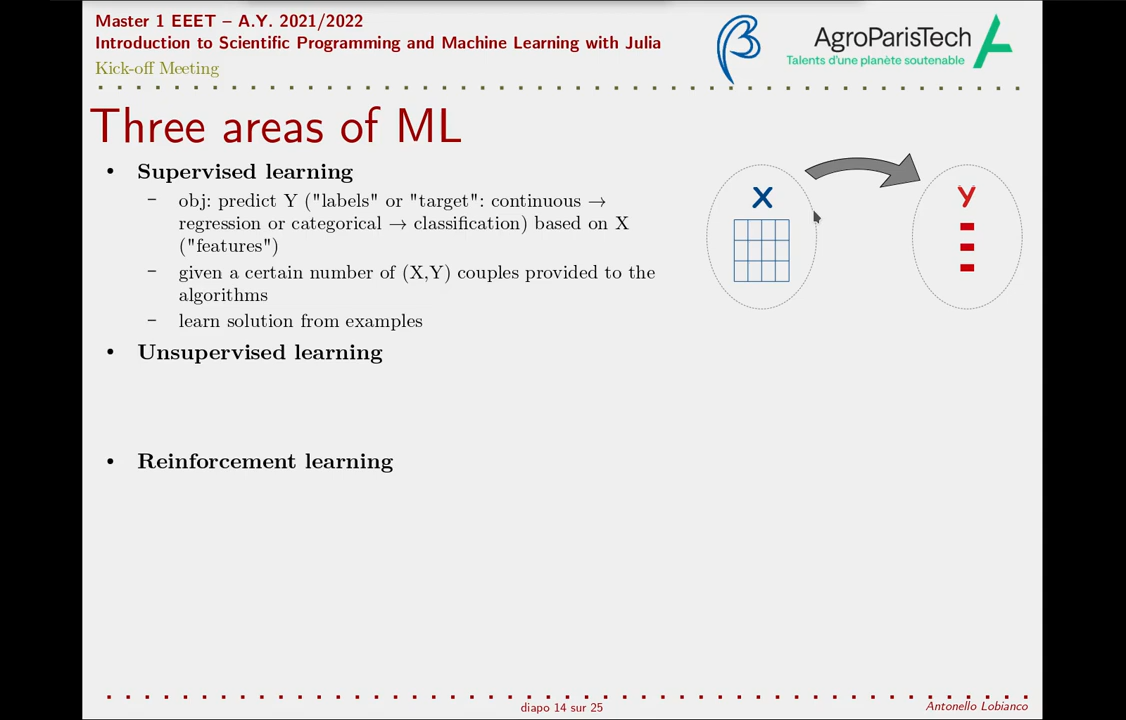 Master 1 EEET – A.Y. 2021/2022
Introduction to Scientific Programming and Machine Learning with Julia
Kick-off Meeting
AgroParisTech
Talents d'une planète soutenable
Three areas of ML
• Supervised learning
– obj: predict Y ("labels" or "target": continuous →
regression or categorical → classification) based on X
("features")
– given a certain number of (X,Y) couples provided to the
algorithms
– learn solution from examples
X
Y
• Unsupervised learning
• Reinforcement learning
diapo 14 sur 25
Antonello Lobianco